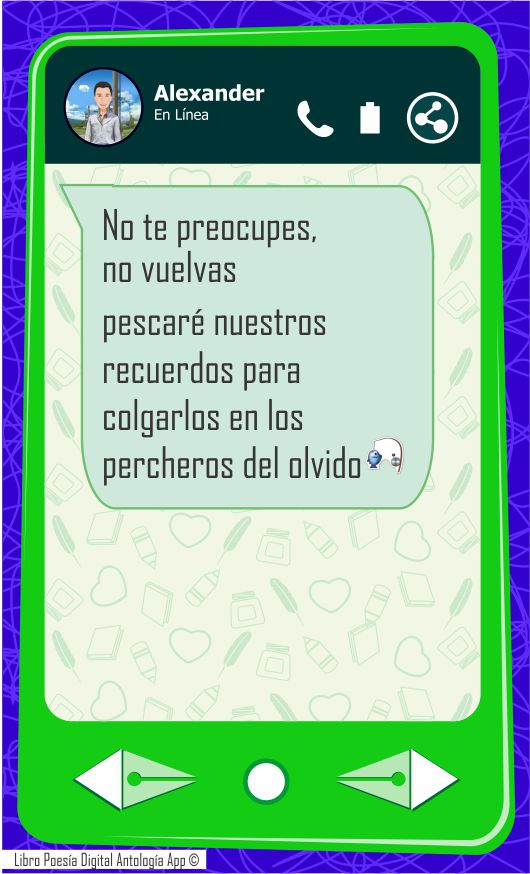 Alexander
En Línea
No te preocupes,
no vuelvas
pescaré nuestros
recuerdos para
colgarlos en los
percheros del olvido
Libro Poesía Digital Antología App ©